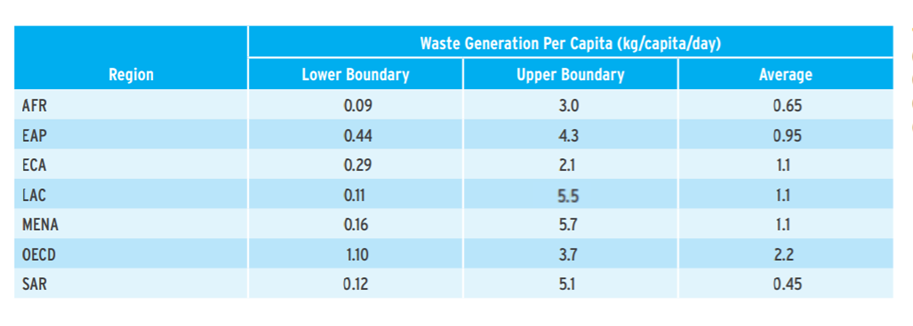 Waste Generation Per Capita (kg/capita/day)
Region Lower Boundary Upper Boundary Average
AFR 0.09 3.0 0.65
EAP 0.44 4.3 0.95
ECA 0.29 2.1 1.1
LAC 0.11 5.5 1.1
MENA 0.16 5.7 1.1
OECD 1.10 3.7 2.2
SAR 0.12 5.1 0.45